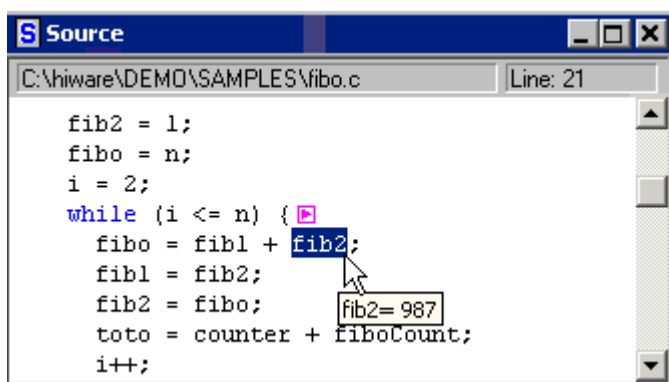 S Source
C:\hiware\DEMO\SAMPLES\fibo.c Line: 21
fib2 = 1;
fibo = n;
i = 2;
while (i <= n) {
fibo = fib1 + fib2;
fib1 = fib2;
fib2 = fibo;
fib2= 987
toto = counter + fiboCount;
i++;